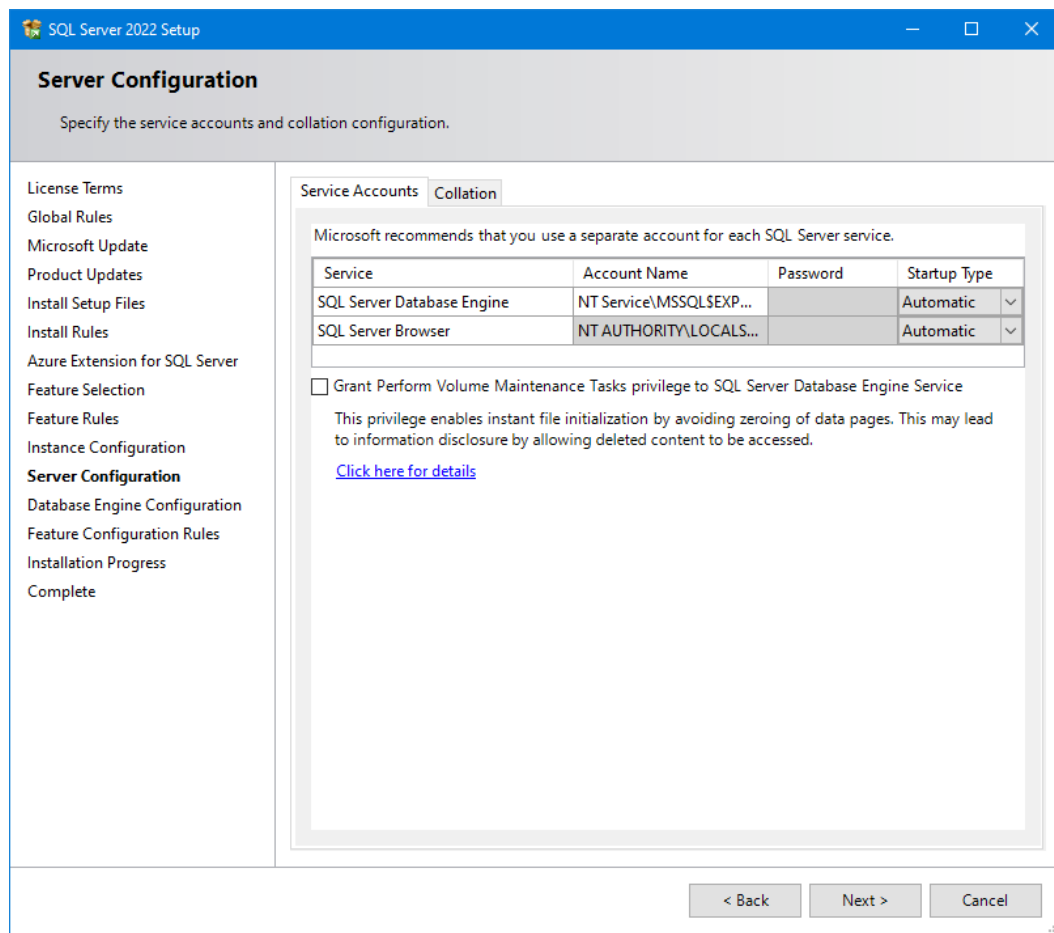 SQL Server 2022 Setup
Server Configuration
Specify the service accounts and collation configuration.
License Terms
Global Rules
Microsoft Update
Product Updates
Install Setup Files
Install Rules
Azure Extension for SQL Server
Feature Selection
Feature Rules
Instance Configuration
Server Configuration
Database Engine Configuration
Feature Configuration Rules
Installation Progress
Complete
Service Accounts Collation
Microsoft recommends that you use a separate account for each SQL Server service.
Service Account Name Password Startup Type
SQL Server Database Engine NT Service\MSSQL$EXP... Automatic
SQL Server Browser NT AUTHORITY\LOCALS... Automatic
Grant Perform Volume Maintenance Tasks privilege to SQL Server Database Engine Service
This privilege enables instant file initialization by avoiding zeroing of data pages. This may lead
to information disclosure by allowing deleted content to be accessed.
Click here for details
< Back Next > Cancel